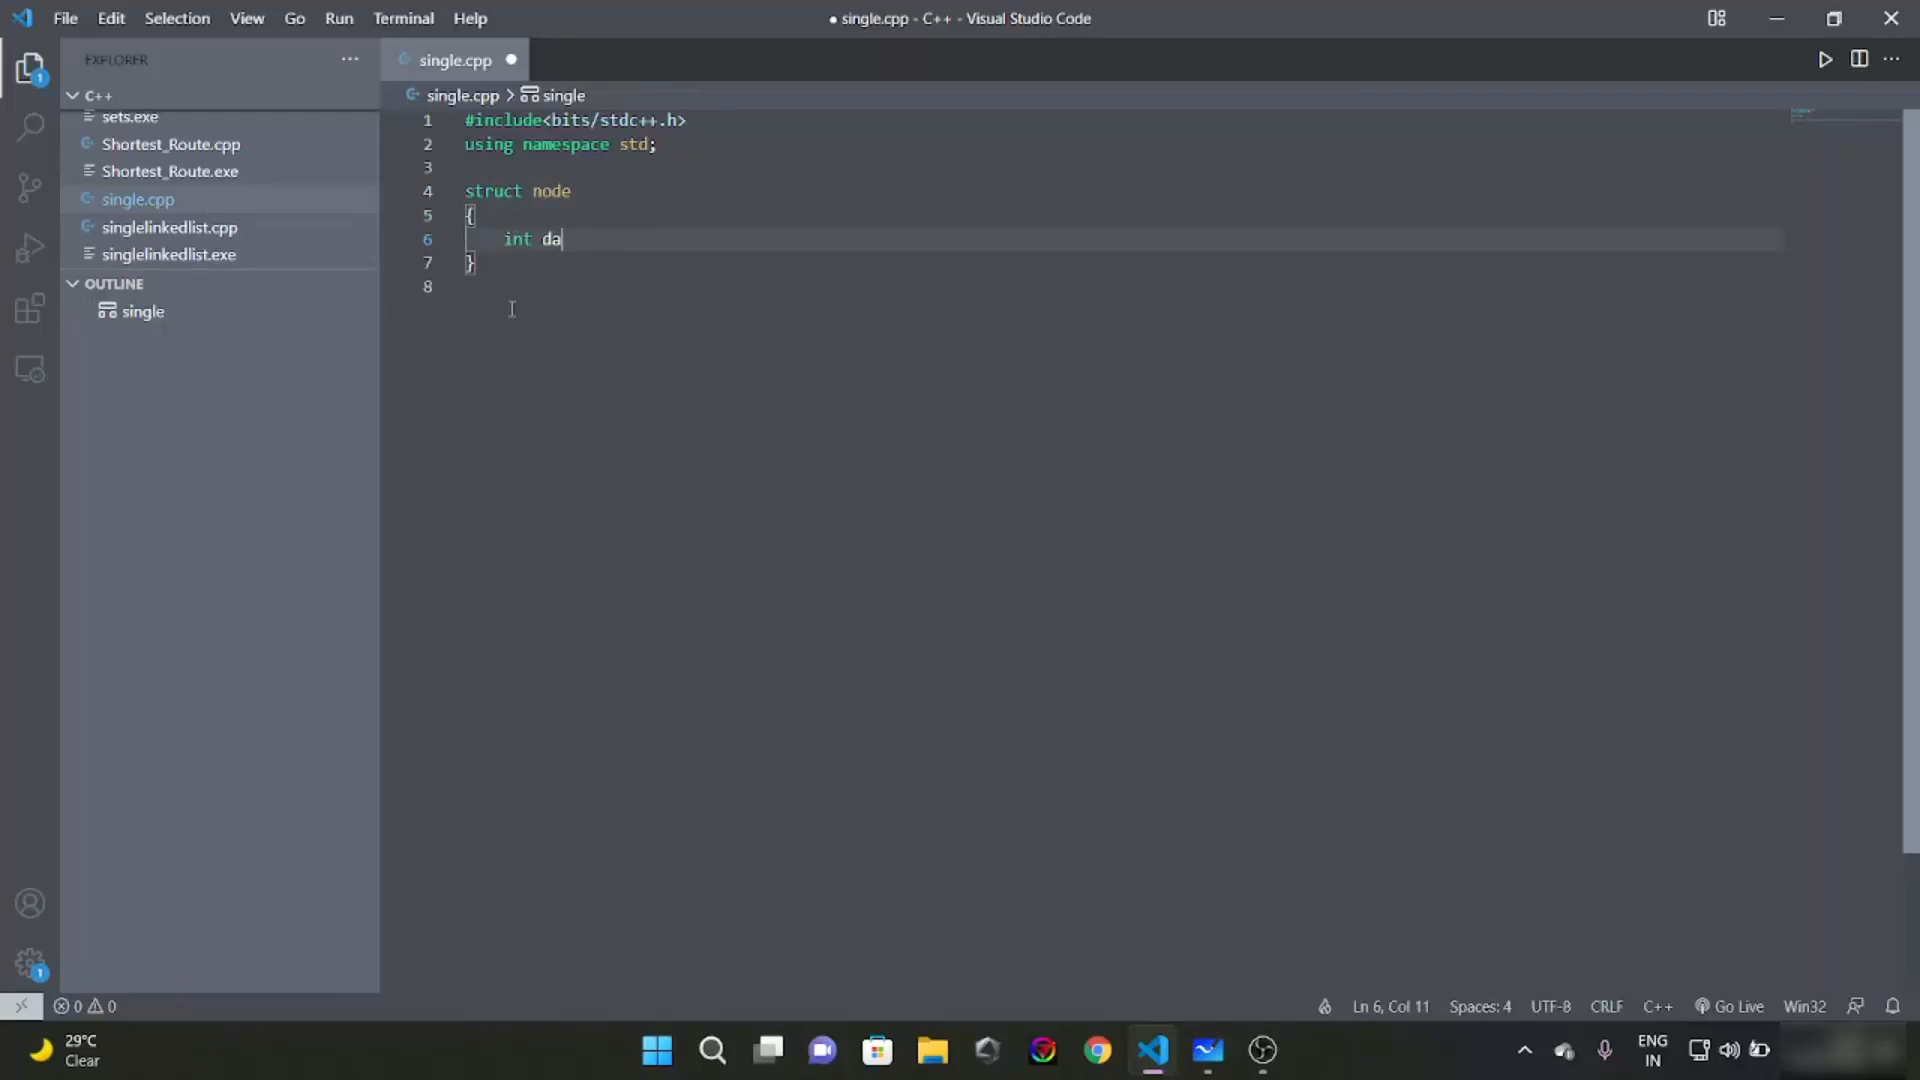 File Edit Selection View Go Run Terminal Help
● single.cpp - C++ - Visual Studio Code
EXPLORER
single.cpp
C++
single.cpp > single
sets.exe
Shortest_Route.cpp
Shortest_Route.exe
single.cpp
singlelinkedlist.cpp
singlelinkedlist.exe
OUTLINE
single
1 #include<bits/stdc++.h>
2 using namespace std;
3
4 struct node
5 {
6 int da
7 }
8
1
1
0 0
Ln 6, Col 11 Spaces: 4 UTF-8 CRLF C++ Go Live Win32
29°C
Clear
ENG
IN